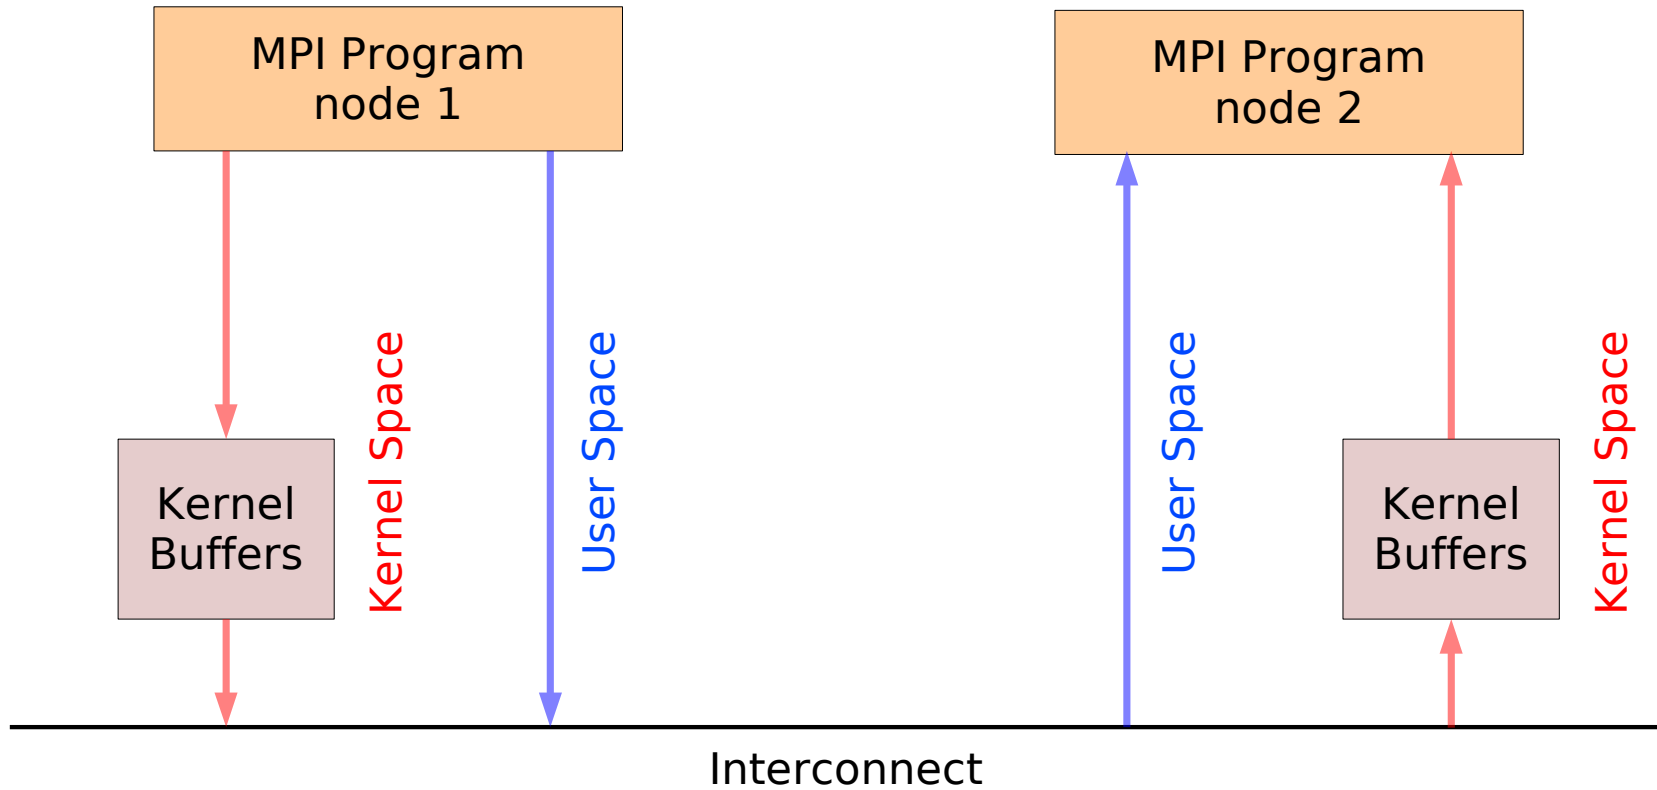 MPI Program
node 1
MPI Program
node 2
Kernel
Buffers
Kernel Space
User Space
User Space
Kernel
Buffers
Kernel Space
Interconnect